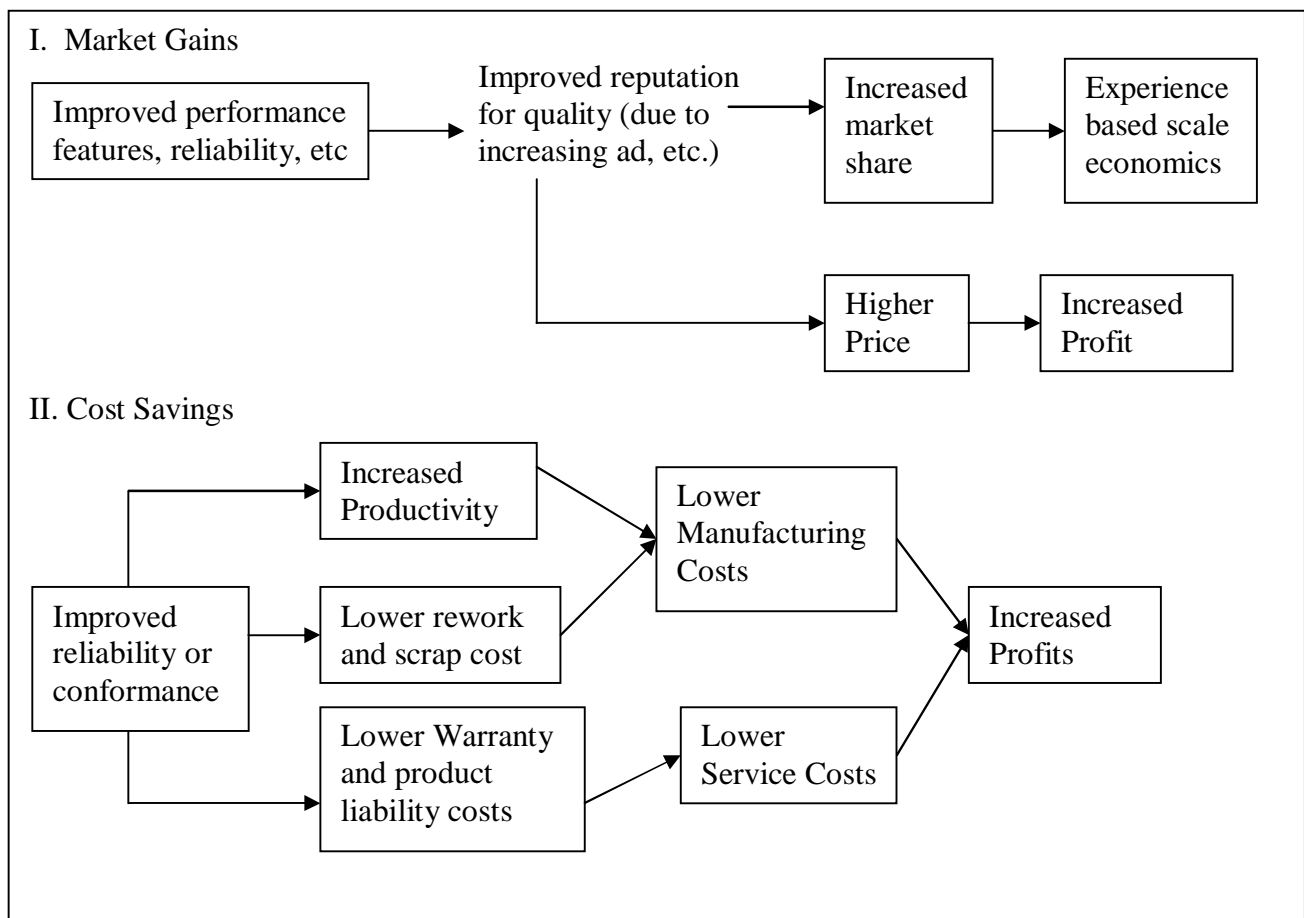 I. Market Gains
Improved performance
features, reliability, etc
Improved reputation
for quality (due to
increasing ad, etc.)
Increased
market
share
Experience
based scale
economics
Higher
Price
Increased
Profit
II. Cost Savings
Improved
reliability or
conformance
Increased
Productivity
Lower rework
and scrap cost
Lower Warranty
and product
liability costs
Lower
Manufacturing
Costs
Lower
Service Costs
Increased
Profits